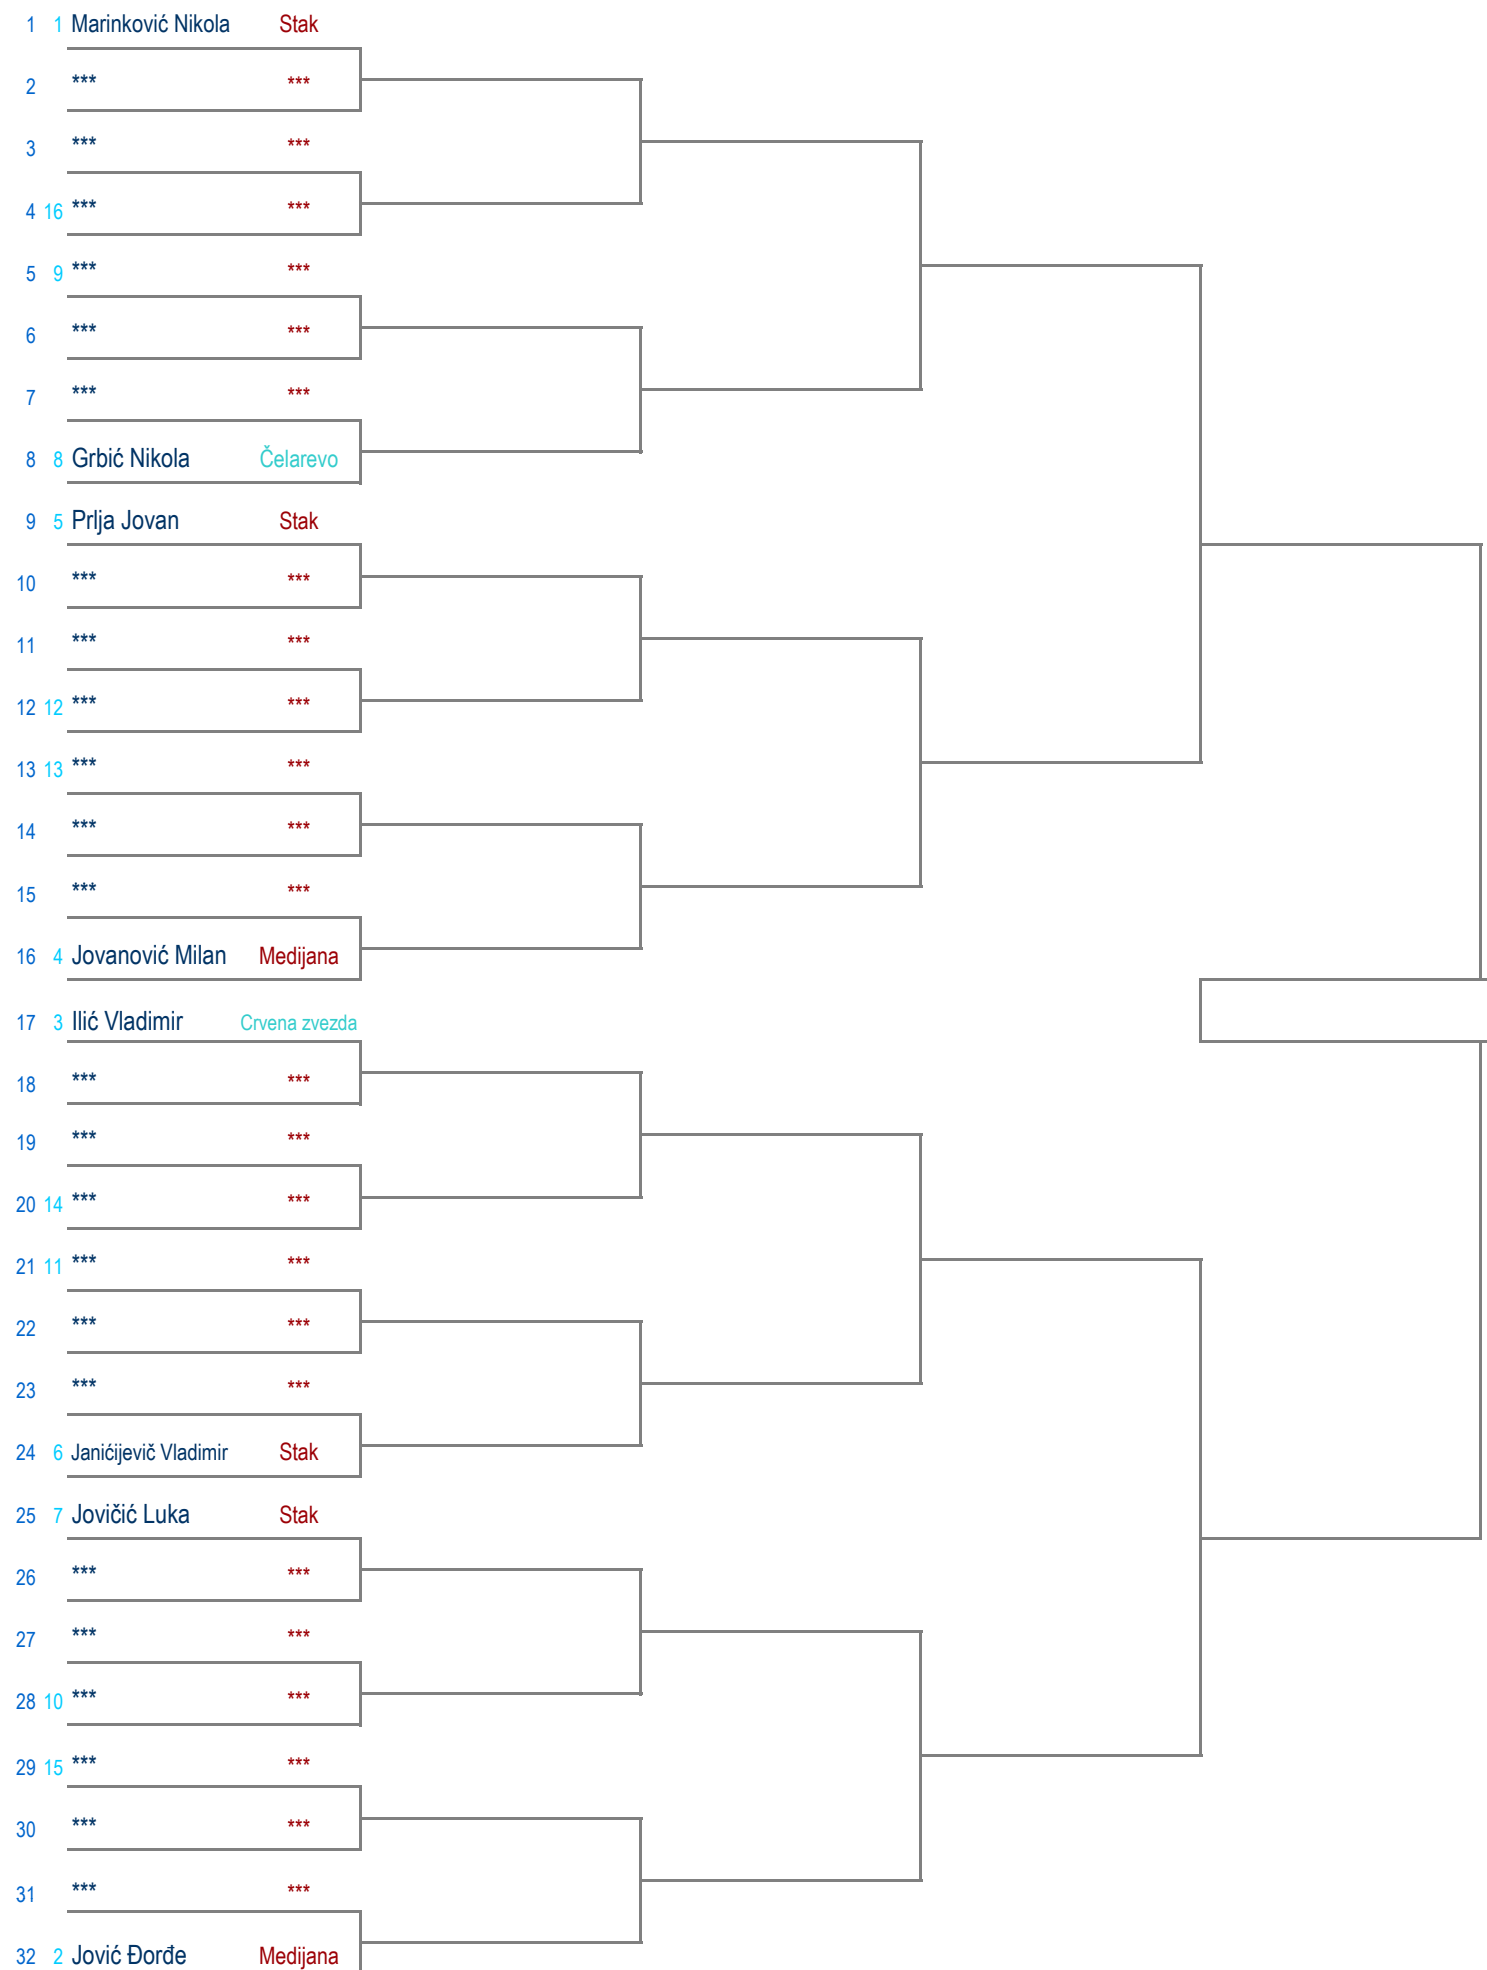 1 1 Marinković Nikola Stak
2 *** ***
3 *** ***
4 16 *** ***
5 9 *** ***
6 *** ***
7 *** ***
8 8 Grbić Nikola Čelarevo
9 5 Prlja Jovan Stak
10 *** ***
11 *** ***
12 12 *** ***
13 13 *** ***
14 *** ***
15 *** ***
16 4 Jovanović Milan Medijana
17 3 Ilić Vladimir Crvena zvezda
18 *** ***
19 *** ***
20 14 *** ***
21 11 *** ***
22 *** ***
23 *** ***
24 6 Janićijevič Vladimir Stak
25 7 Jovičić Luka Stak
26 *** ***
27 *** ***
28 10 *** ***
29 15 *** ***
30 *** ***
31 *** ***
32 2 Jović Đorđe Medijana